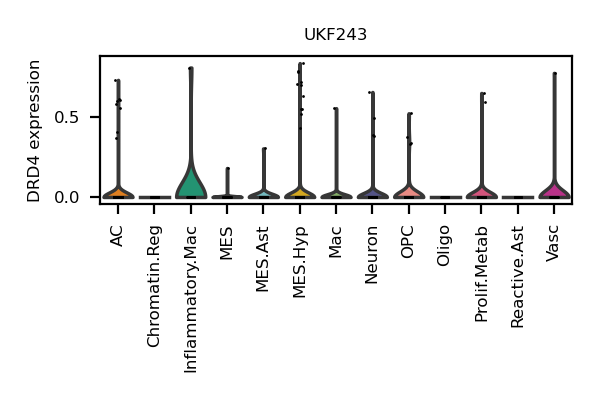 UKF243
DRD4 expression
0.5
0.0
AC
Chromatin.Reg
Inflammatory.Mac
MES
MES.Ast
MES.Hyp
Mac
Neuron
OPC
Oligo
Prolif.Metab
Reactive.Ast
Vasc